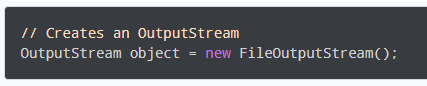 // Creates an OutputStream
OutputStream object = new FileOutputStream();